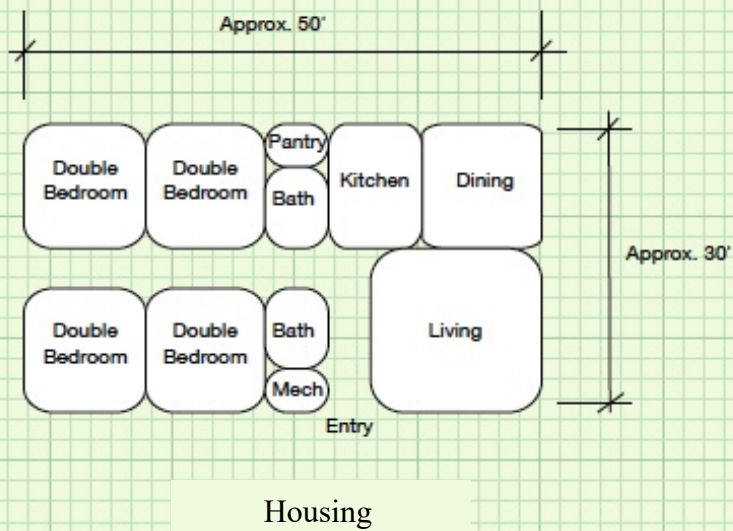 Approx. 50'
Double
Bedroom
Double
Bedroom
Pantry
Bath
Kitchen
Dining
Approx. 30'
Double
Bedroom
Double
Bedroom
Bath
Mech
Living
Entry
Housing